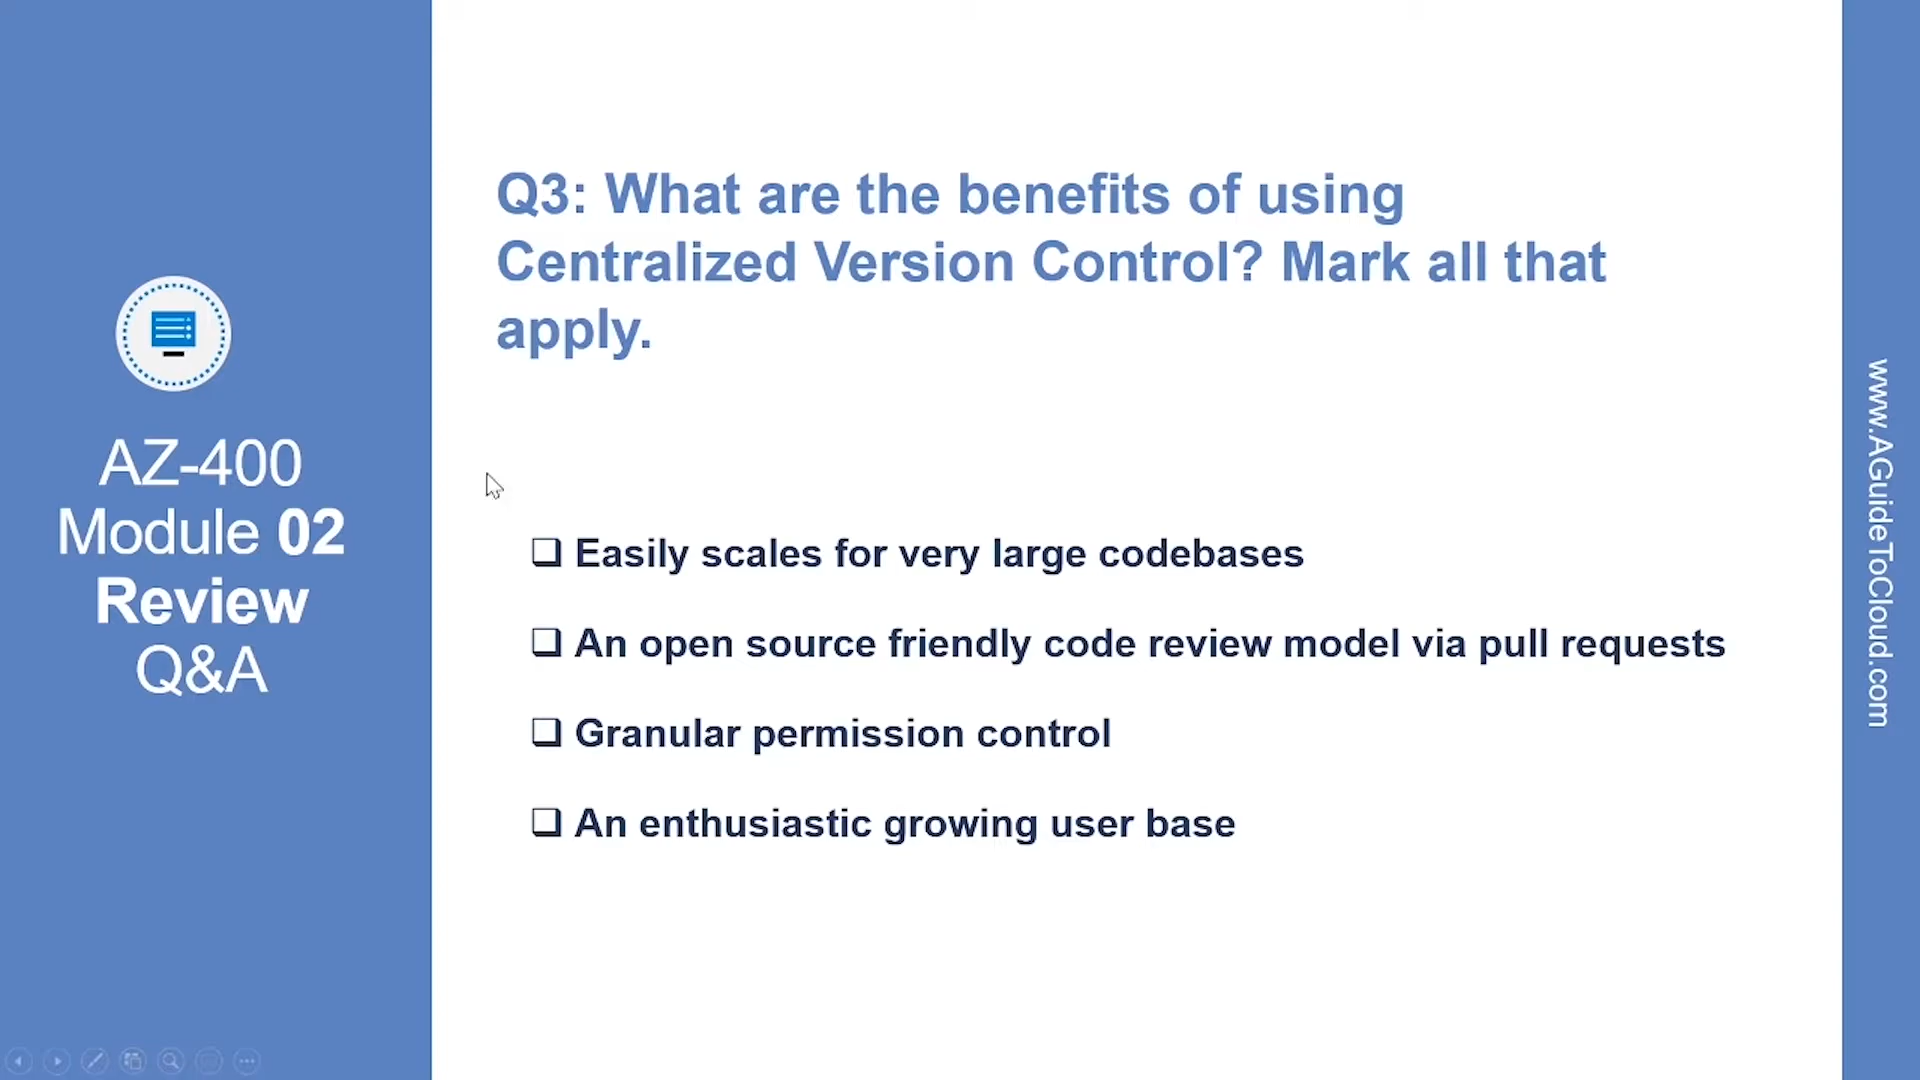 AZ-400
Module 02
Review
Q&A
Q3: What are the benefits of using
Centralized Version Control? Mark all that
apply.
Easily scales for very large codebases
An open source friendly code review model via pull requests
Granular permission control
An enthusiastic growing user base
www.AGuideToCloud.com